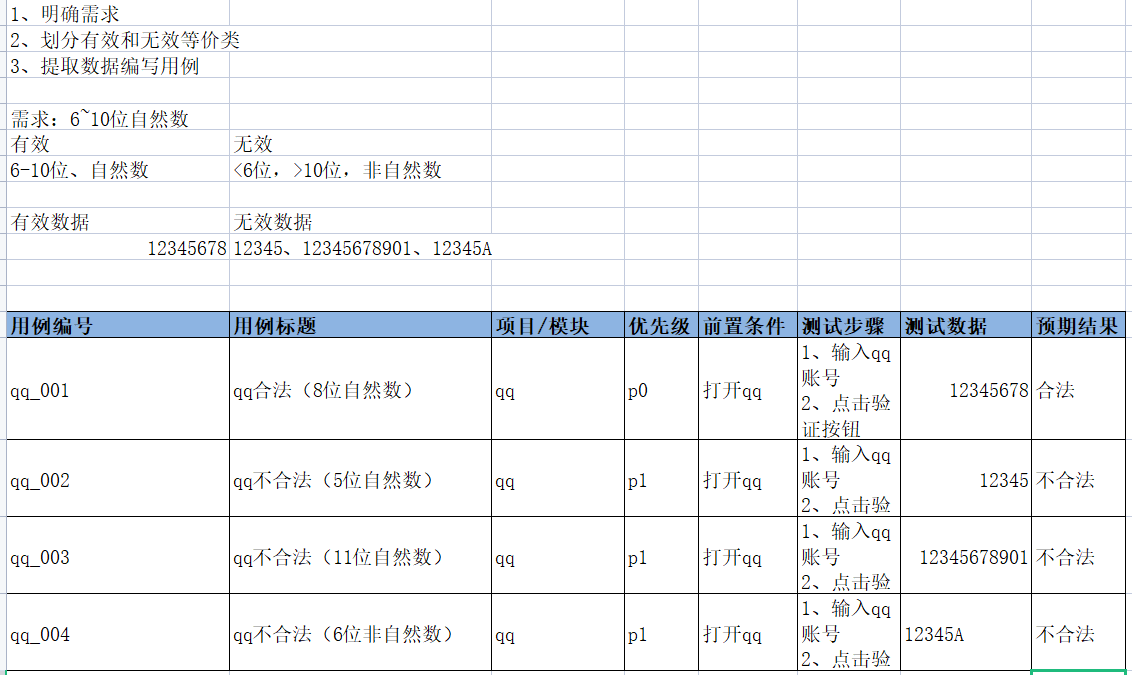 1、明确需求
2、划分有效和无效等价类
3、提取数据编写用例
需求：6~10位自然数
有效 无效
6-10位、自然数 <6位，>10位，非自然数
有效数据 无效数据
12345678 12345、12345678901、12345A
用例编号 用例标题 项目/模块 优先级 前置条件 测试步骤 测试数据 预期结果
qq_001 qq合法（8位自然数） qq p0 打开qq 1、输入qq
账号
2、点击验
证按钮 12345678 合法
qq_002 qq不合法（5位自然数） qq p1 打开qq 1、输入qq
账号
2、点击验 12345 不合法
qq_003 qq不合法（11位自然数） qq p1 打开qq 1、输入qq
账号
2、点击验 12345678901 不合法
qq_004 qq不合法（6位非自然数） qq p1 打开qq 1、输入qq
账号
2、点击验 12345A 不合法